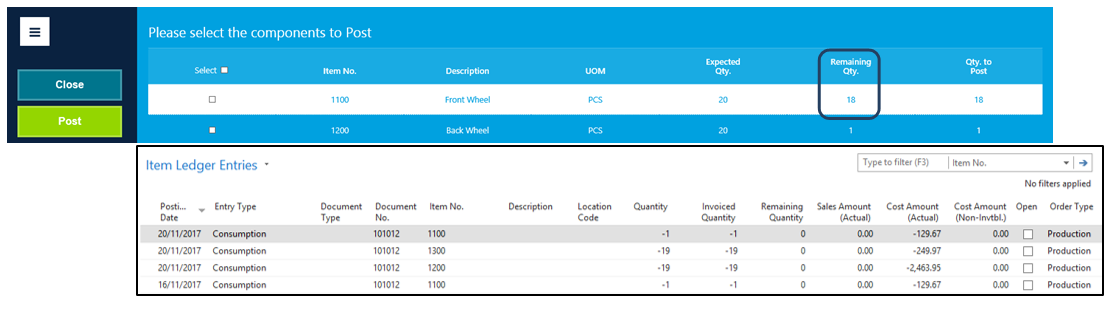 Please select the components to Post
Close
Post
Select Item No. Description UOM Expected Qty. Remaining Qty. Qty. to Post
1100 Front Wheel PCS 20 18 18
1200 Back Wheel PCS 20 1 1
Item Ledger Entries
Type to filter (F3) Item No.
No filters applied
Posti... Date Entry Type Document Type Document No. Item No. Description Location Code Quantity Invoiced Quantity Remaining Quantity Sales Amount (Actual) Cost Amount (Actual) Cost Amount (Non-Invtbl.) Open Order Type
20/11/2017 Consumption 101012 1100 -1 -1 0 0.00 -129.67 0.00 Production
20/11/2017 Consumption 101012 1300 -19 -19 0 0.00 -249.97 0.00 Production
20/11/2017 Consumption 101012 1200 -19 -19 0 0.00 -2,463.95 0.00 Production
16/11/2017 Consumption 101012 1100 -1 -1 0 0.00 -129.67 0.00 Production